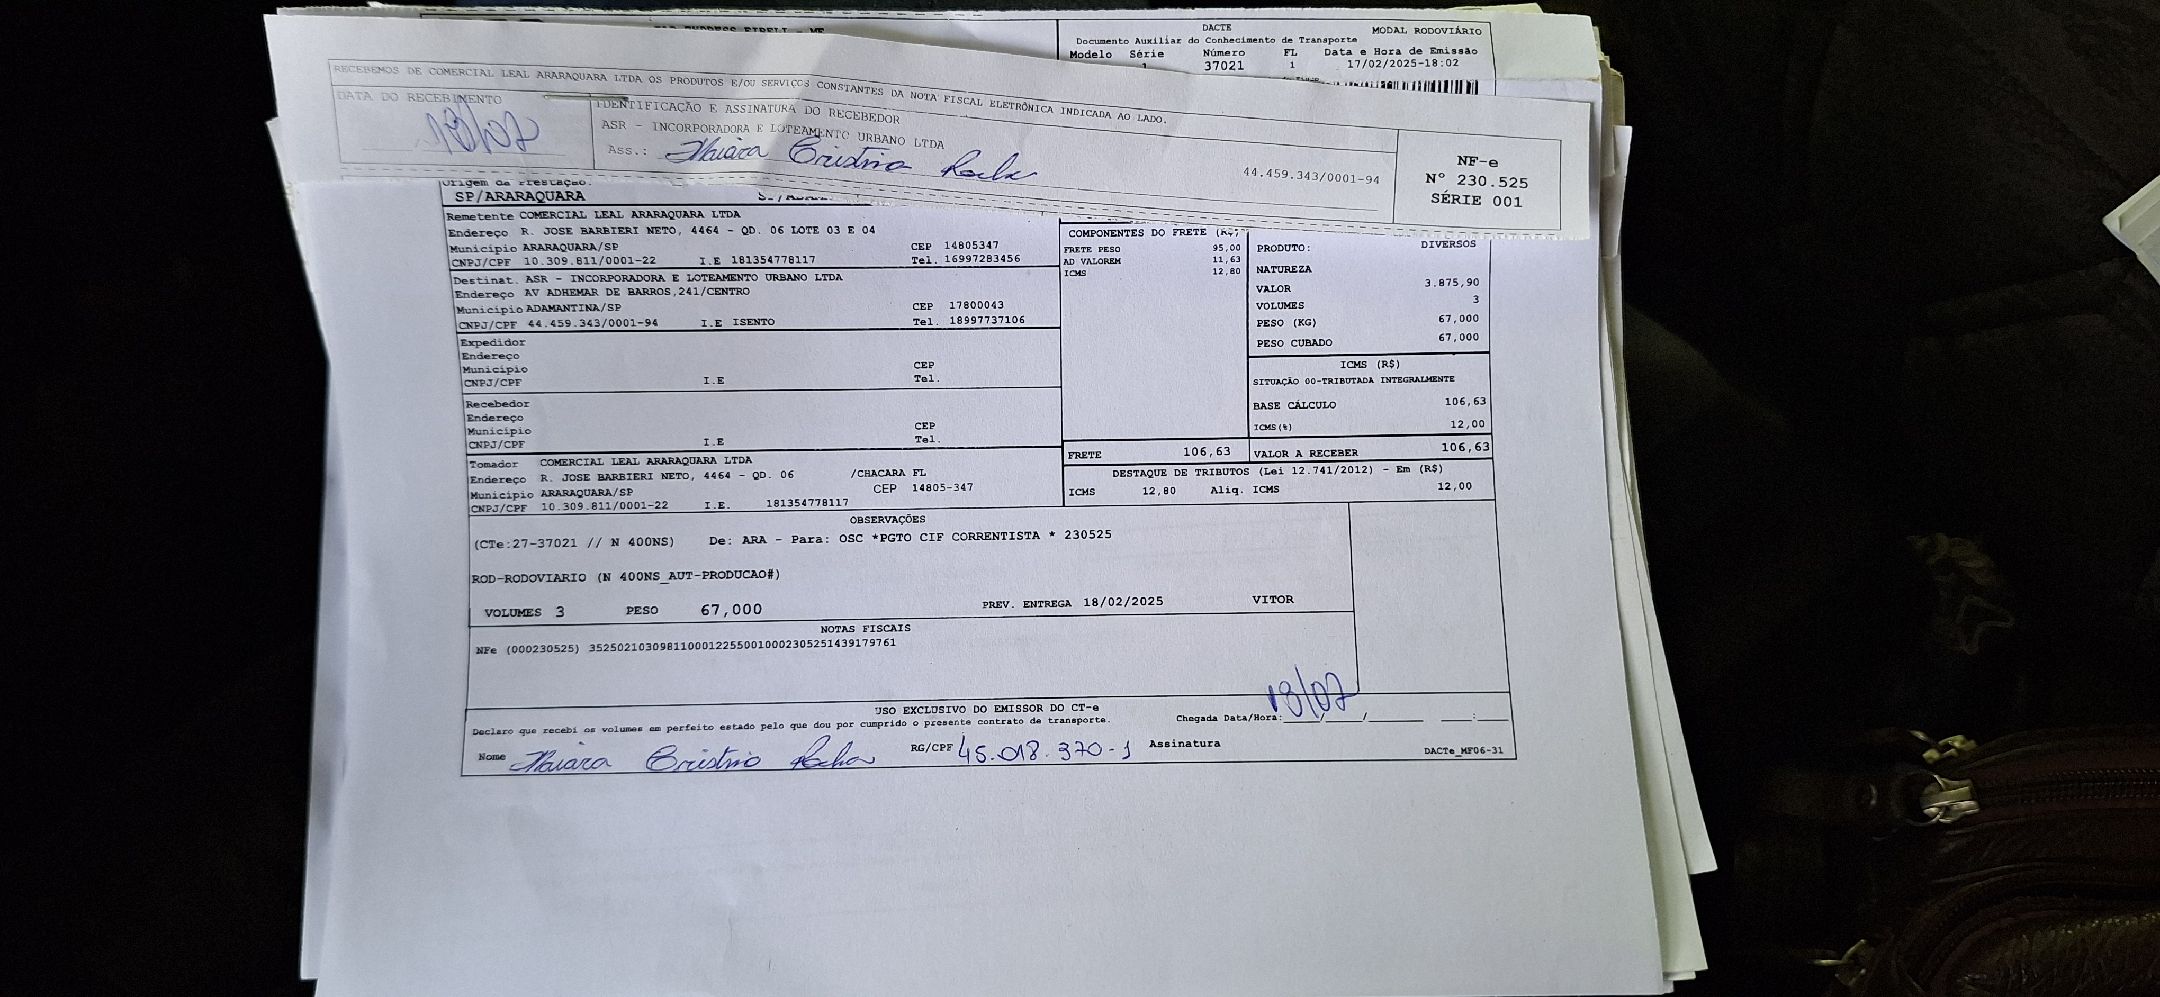 DACTE
MODAL RODOVIÁRIO
Documento Auxiliar do Conhecimento de Transporte
Modelo Série Número FL Data e Hora de Emissão
1 37021 1 17/02/2025-18:02
RECEBEMOS DE COMERCIAL LEAL ARARAQUARA LTDA OS PRODUTOS E/OU SERVIÇOS CONSTANTES DA NOTA FISCAL ELETRÔNICA INDICADA AO LADO.
DATA DO RECEBIMENTO
18/02
IDENTIFICAÇÃO E ASSINATURA DO RECEBEDOR
ASR - INCORPORADORA E LOTEAMENTO URBANO LTDA
Ass.: Maiara Cristina Rocha
44.459.343/0001-94
NF-e
Nº 230.525
SÉRIE 001
Origem da Prestação:
SP/ARARAQUARA
Remetente COMERCIAL LEAL ARARAQUARA LTDA
Endereço R. JOSE BARBIERI NETO, 4464 - QD. 06 LOTE 03 E 04
Município ARARAQUARA/SP CEP 14805347
CNPJ/CPF 10.309.811/0001-22 I.E 181354778117 Tel. 16997283456
Destinat. ASR - INCORPORADORA E LOTEAMENTO URBANO LTDA
Endereço AV ADHEMAR DE BARROS,241/CENTRO
Município ADAMANTINA/SP CEP 17800043
CNPJ/CPF 44.459.343/0001-94 I.E ISENTO Tel. 18997737106
Expedidor
Endereço
Município CEP
CNPJ/CPF I.E Tel.
Recebedor
Endereço
Município CEP
CNPJ/CPF I.E Tel.
Tomador COMERCIAL LEAL ARARAQUARA LTDA
Endereço R. JOSE BARBIERI NETO, 4464 - QD. 06 /CHACARA FL
Município ARARAQUARA/SP CEP 14805-347
CNPJ/CPF 10.309.811/0001-22 I.E. 181354778117
COMPONENTES DO FRETE (R$)
FRETE PESO 95,00
AD VALOREM 11,63
ICMS 12,80
PRODUTO: DIVERSOS
NATUREZA
VALOR 3.875,90
VOLUMES 3
PESO (KG) 67,000
PESO CUBADO 67,000
ICMS (R$)
SITUAÇÃO 00-TRIBUTADA INTEGRALMENTE
BASE CÁLCULO 106,63
ICMS(%) 12,00
FRETE 106,63 VALOR A RECEBER 106,63
DESTAQUE DE TRIBUTOS (Lei 12.741/2012) - Em (R$)
ICMS 12,80 Aliq. ICMS 12,00
OBSERVAÇÕES
(CTe:27-37021 // N 400NS) De: ARA - Para: OSC *PGTO CIF CORRENTISTA * 230525
ROD-RODOVIARIO (N 400NS_AUT-PRODUCAO#)
VOLUMES 3 PESO 67,000 PREV. ENTREGA 18/02/2025 VITOR
NOTAS FISCAIS
NFe (000230525) 35250210309811000122550010002305251439179761
USO EXCLUSIVO DO EMISSOR DO CT-e
Declaro que recebi os volumes em perfeito estado pelo que dou por cumprido o presente contrato de transporte.
Chegada Data/Hora: 18/02
Nome Maiara Cristina Rocha RG/CPF 45.018.370-1 Assinatura
DACTe_MF06-31